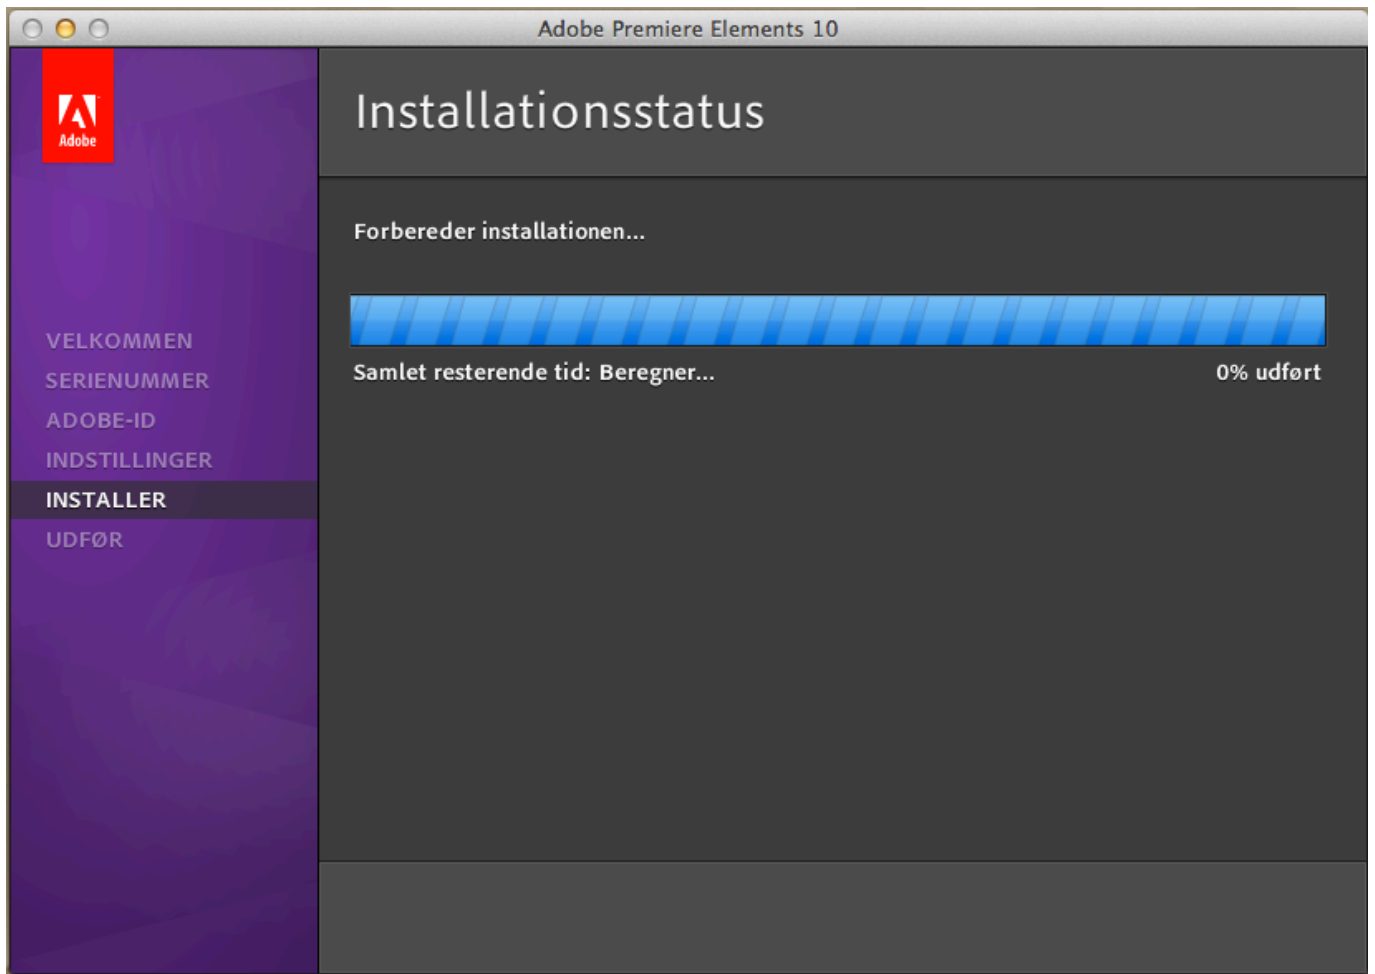 Adobe Premiere Elements 10
Adobe
Installationsstatus
Forbereder installationen...
Samlet resterende tid: Beregner...
0% udført
VELKOMMEN
SERIENUMMER
ADOBE-ID
INDSTILLINGER
INSTALLER
UDFØR